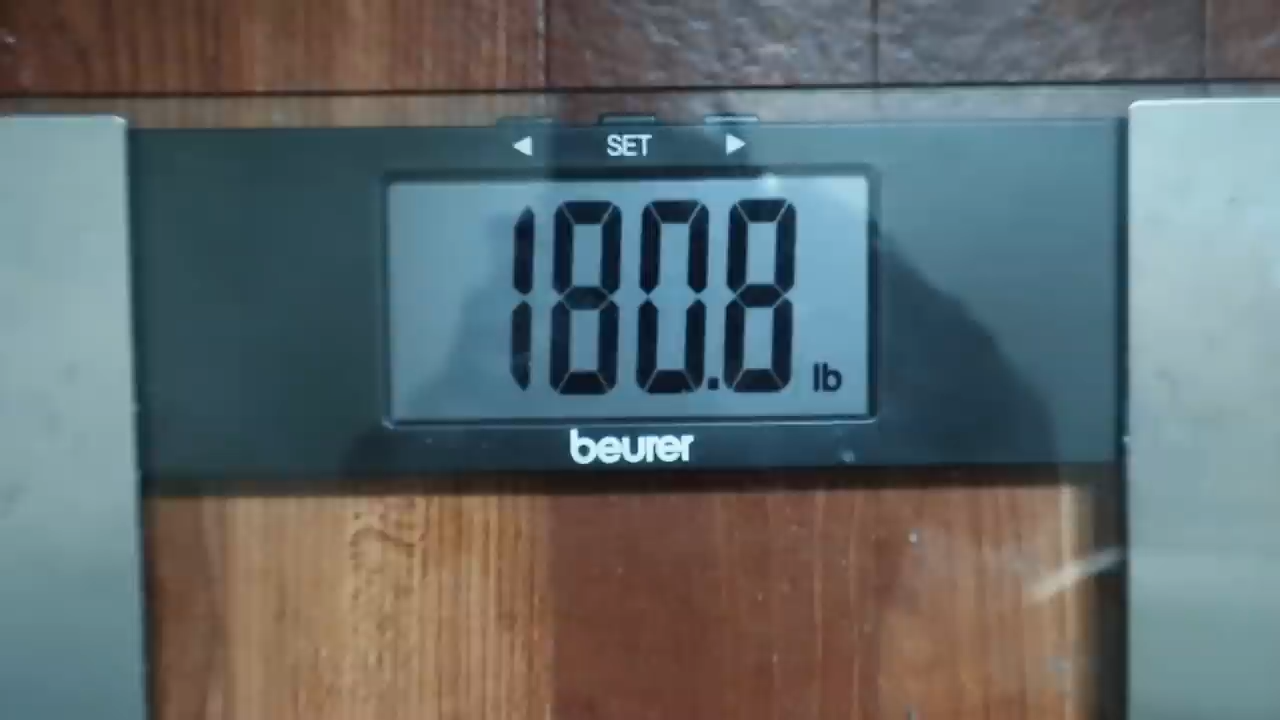 ◀ SET ▶
180.8 lb
beurer